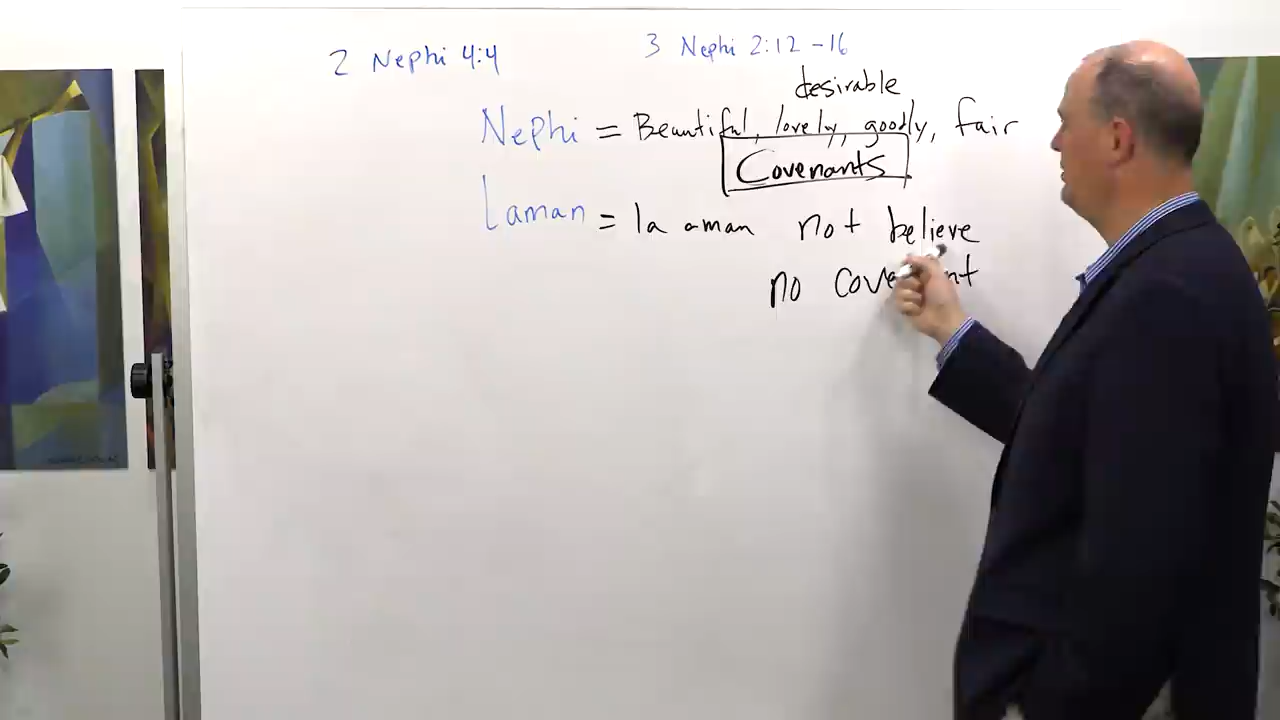 2 Nephi 4:4
3 Nephi 2:12-16
desirable
Nephi = Beautiful, lovely, goodly, fair
Covenants
Laman = la aman not believe
no covenant